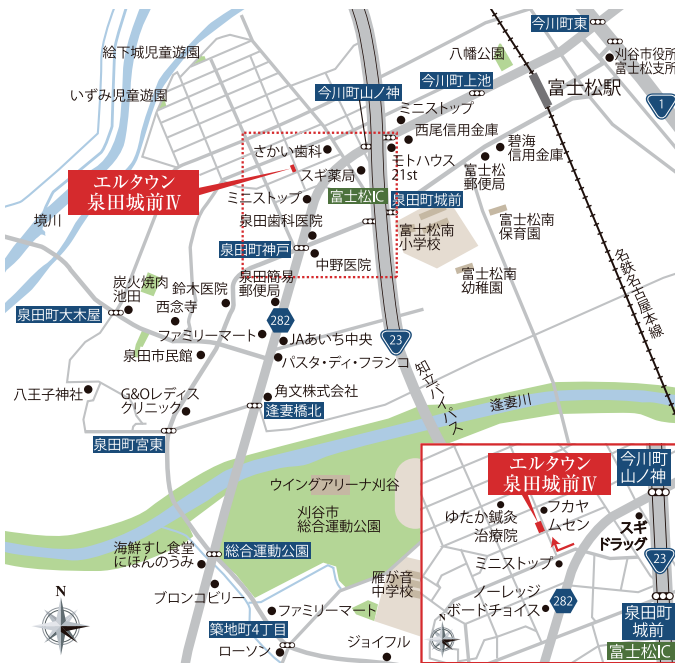 今川町東
絵下城児童遊園
八幡公園
刈谷市役所
富士松支所
今川町上池
富士松駅
いずみ児童遊園
今川町山ノ神
1
ミニストップ
西尾信用金庫
碧海
信用金庫
さかい歯科
モトハウス
21st
富士松
郵便局
エルタウン
泉田城前Ⅳ
スギ薬局
富士松IC
泉田町城前
ミニストップ
境川
泉田歯科医院
富士松南
小学校
富士松南
保育園
泉田町神戸
中野医院
名鉄名古屋本線
富士松南
幼稚園
炭火焼肉
池田
鈴木医院
泉田簡易
郵便局
西念寺
泉田町大木屋
282
ファミリーマート
JAあいち中央
23
泉田市民館
パスタ・ディ・フランコ
知立バイパス
八王子神社
G&Oレディス
クリニック
角文株式会社
逢妻橋北
逢妻川
泉田町宮東
ウイングアリーナ刈谷
刈谷市
総合運動公園
海鮮すし食堂
にほんのうみ
総合運動公園
雁が音
中学校
ブロンコビリー
ファミリーマート
築地町4丁目
ローソン
ジョイフル
N
エルタウン
泉田城前Ⅳ
今川町
山ノ神
ゆたか鍼灸
治療院
フカヤ
ムセン
スギ
ドラッグ
23
ミニストップ
ノーレッジ
ボードチョイス
282
泉田町
城前
富士松IC
N